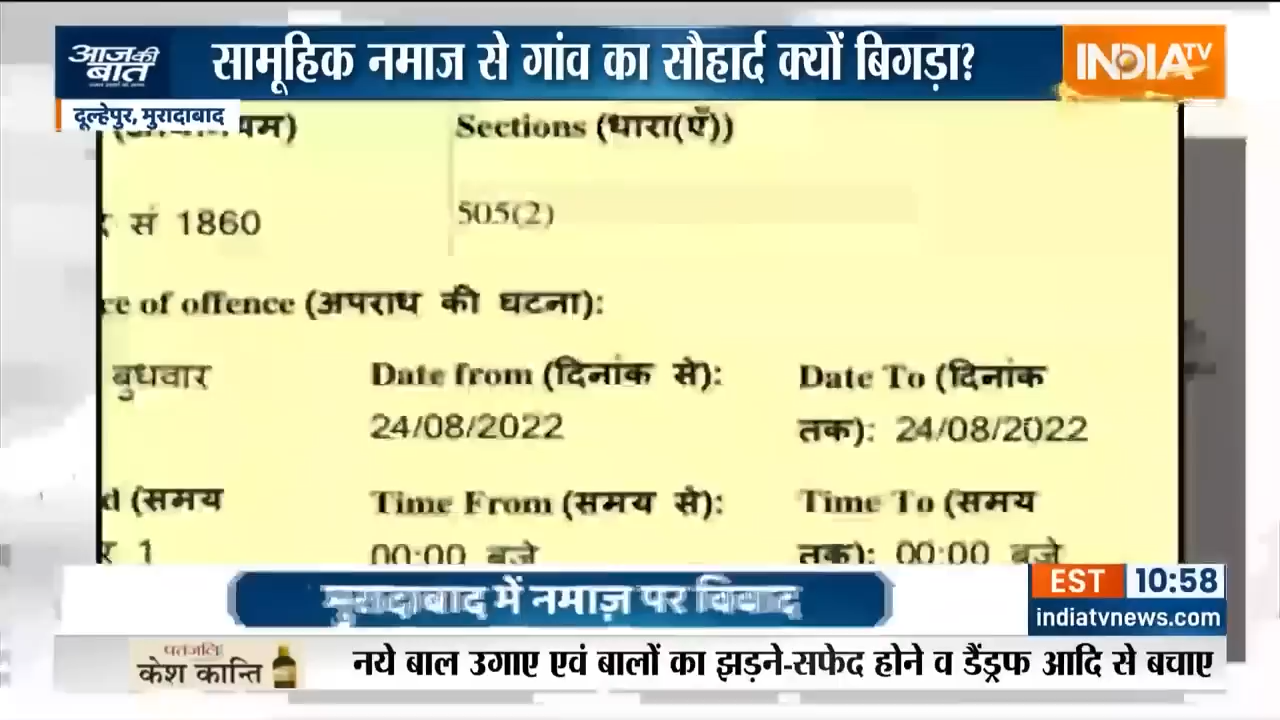 आज की बात
सामूहिक नमाज से गांव का सौहार्द क्यों बिगड़ा?
INDIA TV
दूल्हेपुर, मुरादाबाद
Sections (धारा(एँ))
सं 1860
505(2)
of offence (अपराध की घटना):
बुधवार
Date from (दिनांक से):
Date To (दिनांक
24/08/2022
तक): 24/08/2022
(समय
Time From (समय से):
Time To (समय
1
00:00 बजे
तक): 00:00 बजे
मुरादाबाद में नमाज़ पर विवाद
EST 10:58
indiatvnews.com
पतंजलि
केश कान्ति
नये बाल उगाए एवं बालों का झड़ने-सफेद होने व डैंड्रफ आदि से बचाए